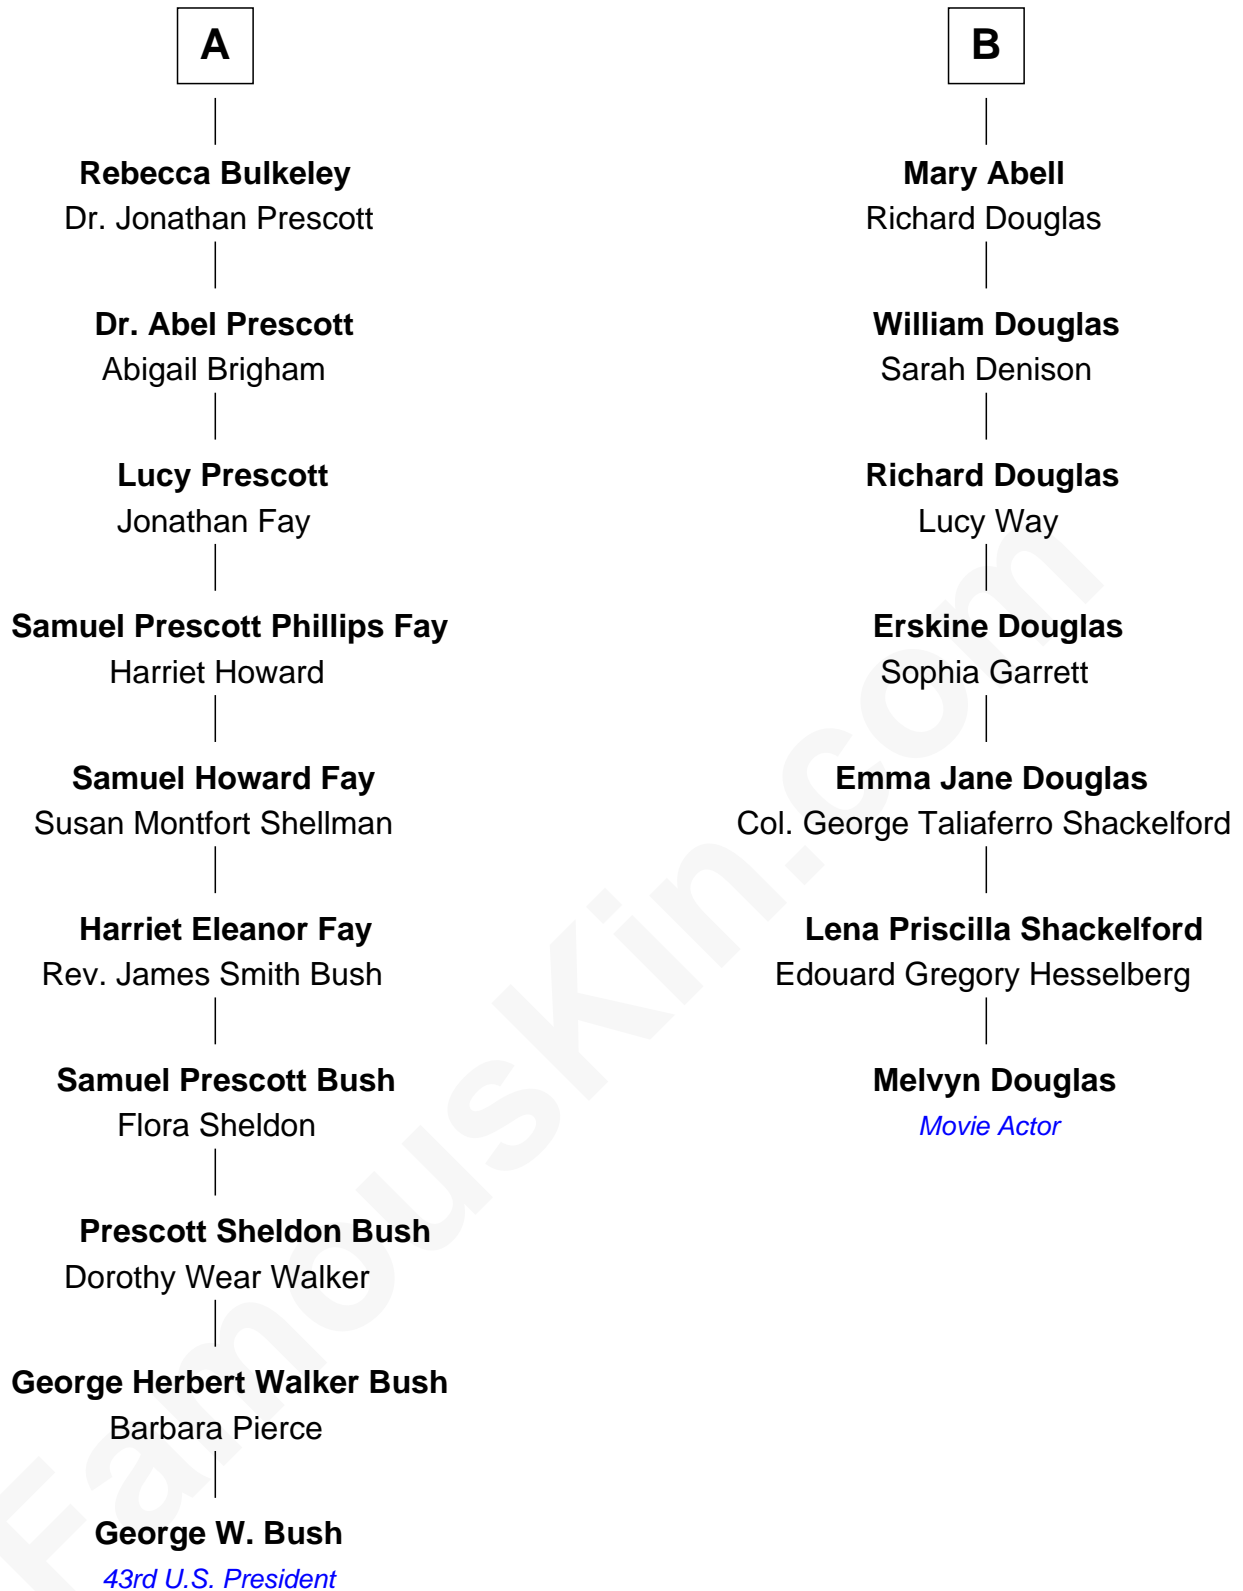 A
Rebecca Bulkeley
Dr. Jonathan Prescott
Dr. Abel Prescott
Abigail Brigham
Lucy Prescott
Jonathan Fay
Samuel Prescott Phillips Fay
Harriet Howard
Samuel Howard Fay
Susan Montfort Shellman
Harriet Eleanor Fay
Rev. James Smith Bush
Samuel Prescott Bush
Flora Sheldon
Prescott Sheldon Bush
Dorothy Wear Walker
George Herbert Walker Bush
Barbara Pierce
George W. Bush
43rd U.S. President
B
Mary Abell
Richard Douglas
William Douglas
Sarah Denison
Richard Douglas
Lucy Way
Erskine Douglas
Sophia Garrett
Emma Jane Douglas
Col. George Taliaferro Shackelford
Lena Priscilla Shackelford
Edouard Gregory Hesselberg
Melvyn Douglas
Movie Actor
FamousKin.com